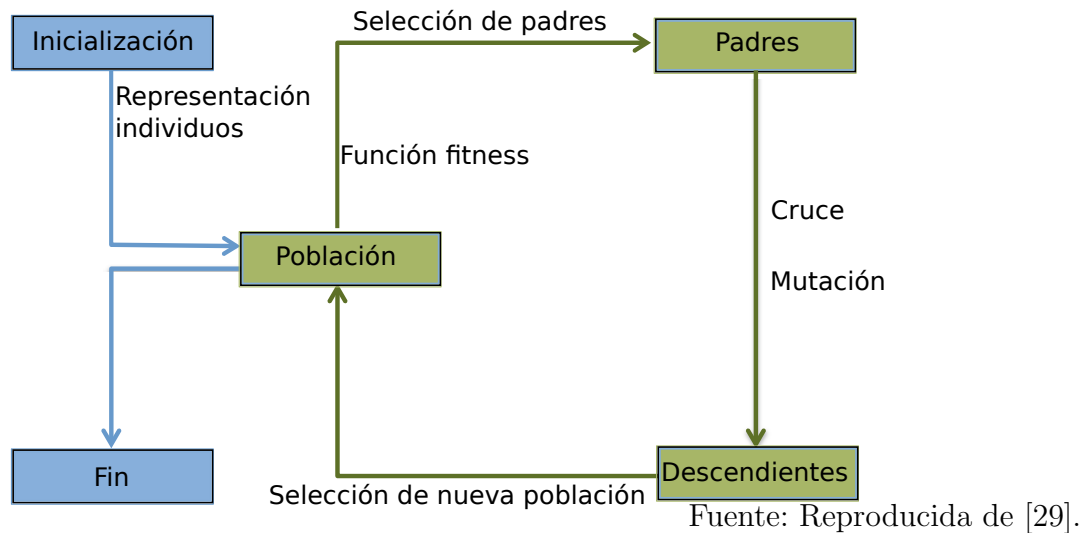 Selección de padres
Inicialización
Padres
Representación
individuos
Función fitness
Cruce
Población
Mutación
Fin
Descendientes
Selección de nueva población
Fuente: Reproducida de [29].